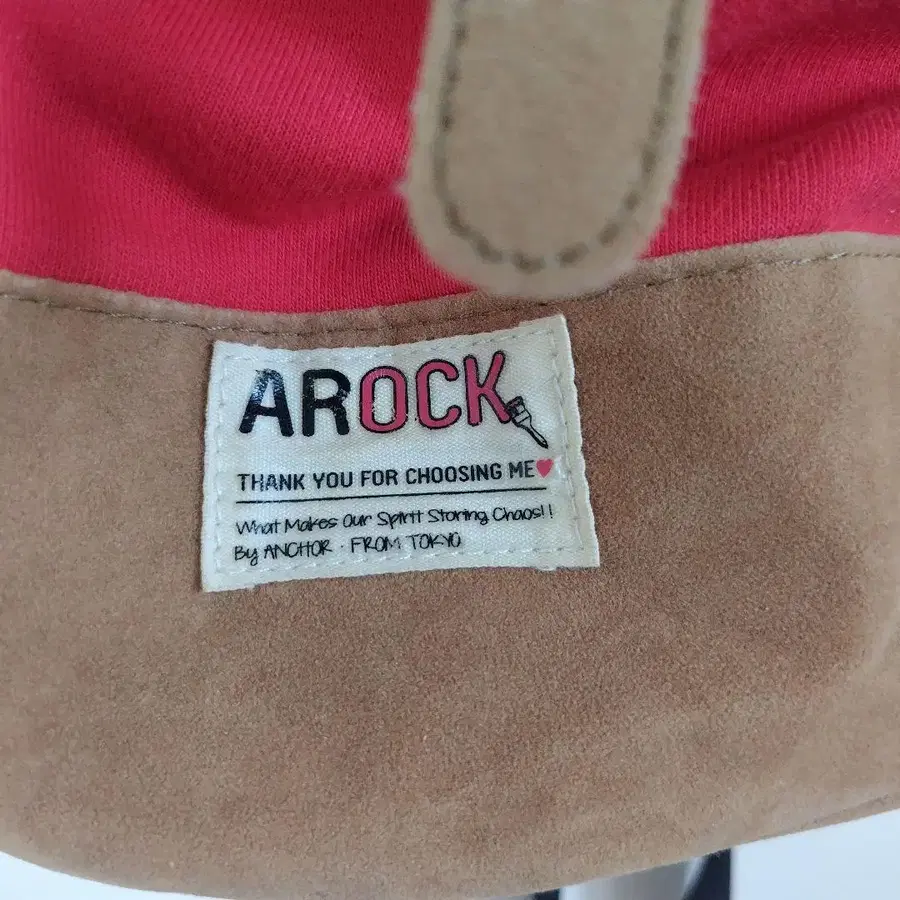 AROCK
THANK YOU FOR CHOOSING ME
What Makes Our Spirit Storing Chaos!!
By ANCHOR · FROM TOKYO